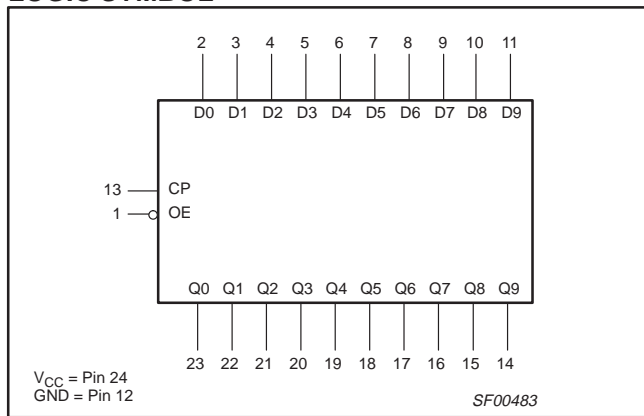 LOGIC SYMBOL
2 3 4 5 6 7 8 9 10 11
D0 D1 D2 D3 D4 D5 D6 D7 D8 D9
13 CP
1 OE
Q0 Q1 Q2 Q3 Q4 Q5 Q6 Q7 Q8 Q9
23 22 21 20 19 18 17 16 15 14
VCC = Pin 24
GND = Pin 12
SF00483